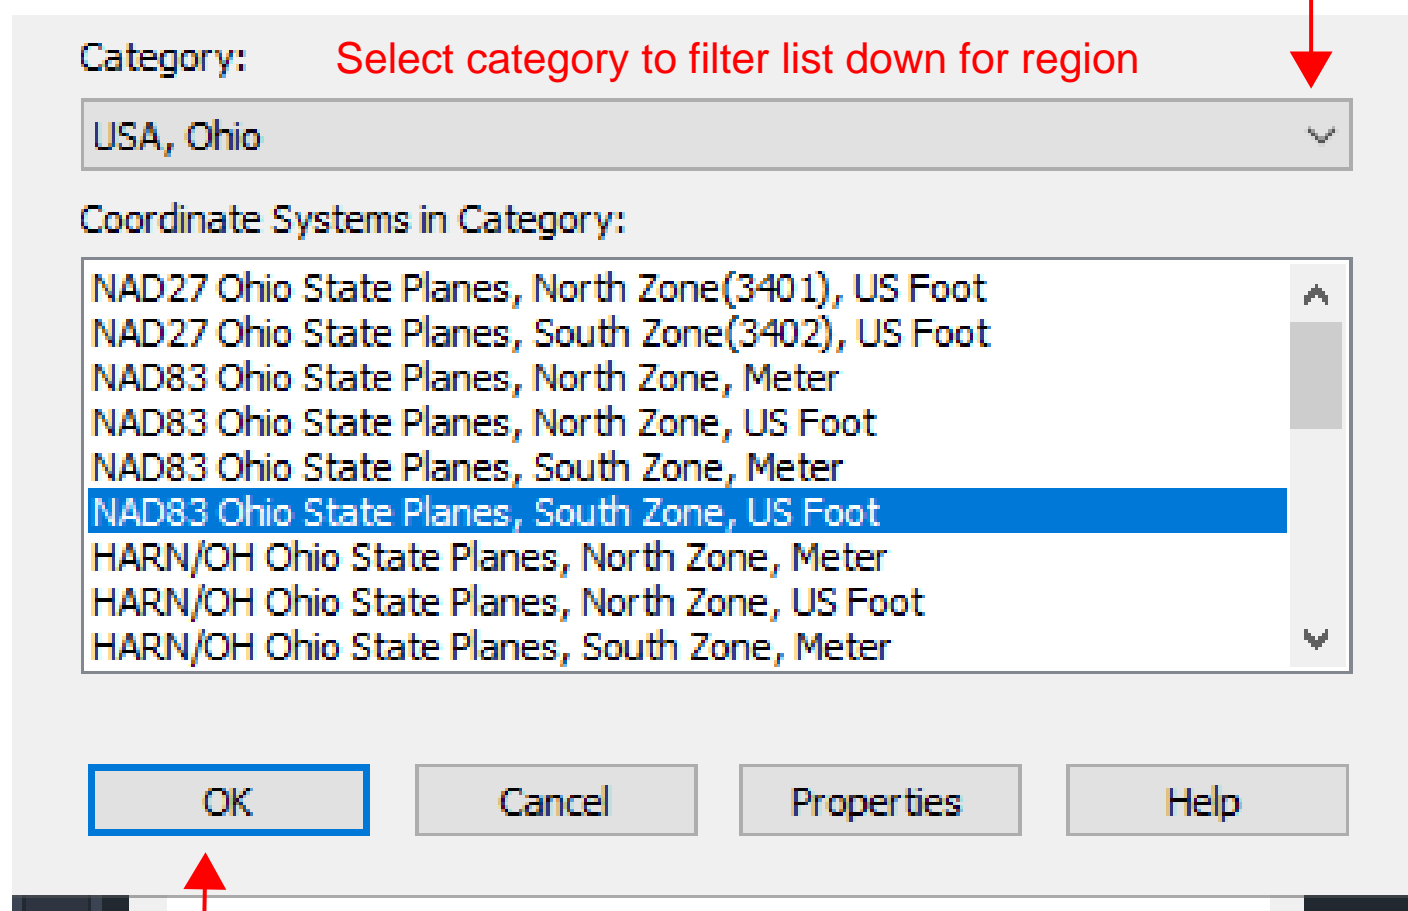 Category:
Select category to filter list down for region
USA, Ohio
Coordinate Systems in Category:
NAD27 Ohio State Planes, North Zone(3401), US Foot
NAD27 Ohio State Planes, South Zone(3402), US Foot
NAD83 Ohio State Planes, North Zone, Meter
NAD83 Ohio State Planes, North Zone, US Foot
NAD83 Ohio State Planes, South Zone, Meter
NAD83 Ohio State Planes, South Zone, US Foot
HARN/OH Ohio State Planes, North Zone, Meter
HARN/OH Ohio State Planes, North Zone, US Foot
HARN/OH Ohio State Planes, South Zone, Meter
OK
Cancel
Properties
Help